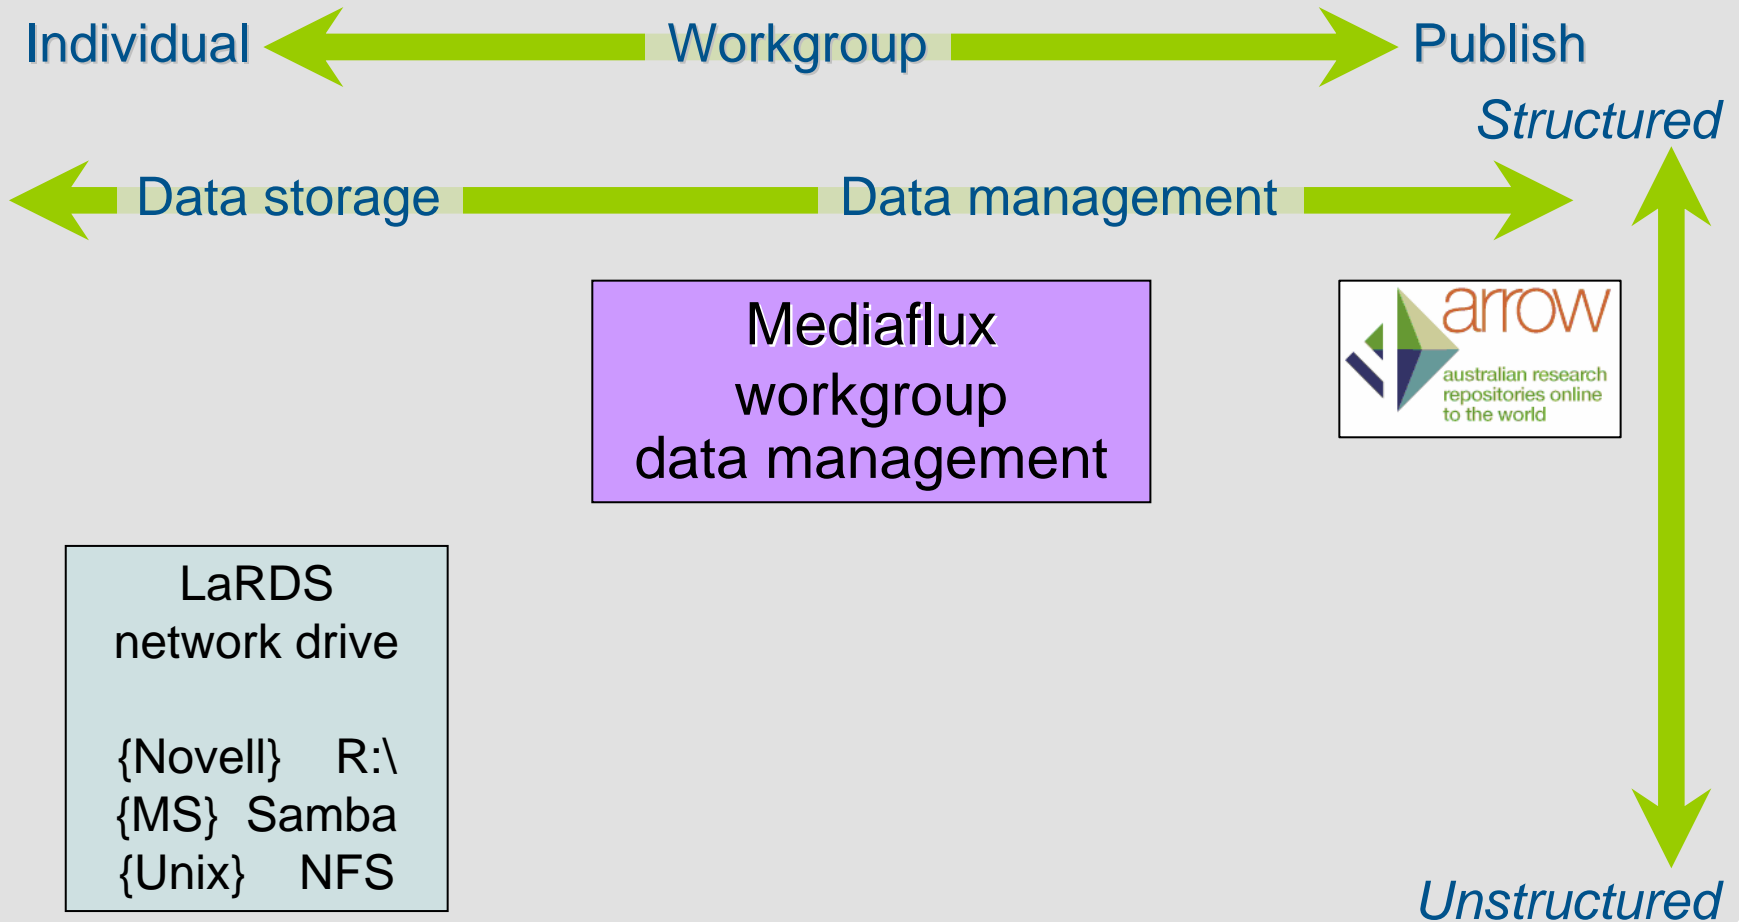 Individual Workgroup Publish
Structured
Data storage Data management
Mediaflux
workgroup
data management
arrow
australian research
repositories online
to the world
LaRDS
network drive
{Novell} R:\
{MS} Samba
{Unix} NFS
Unstructured